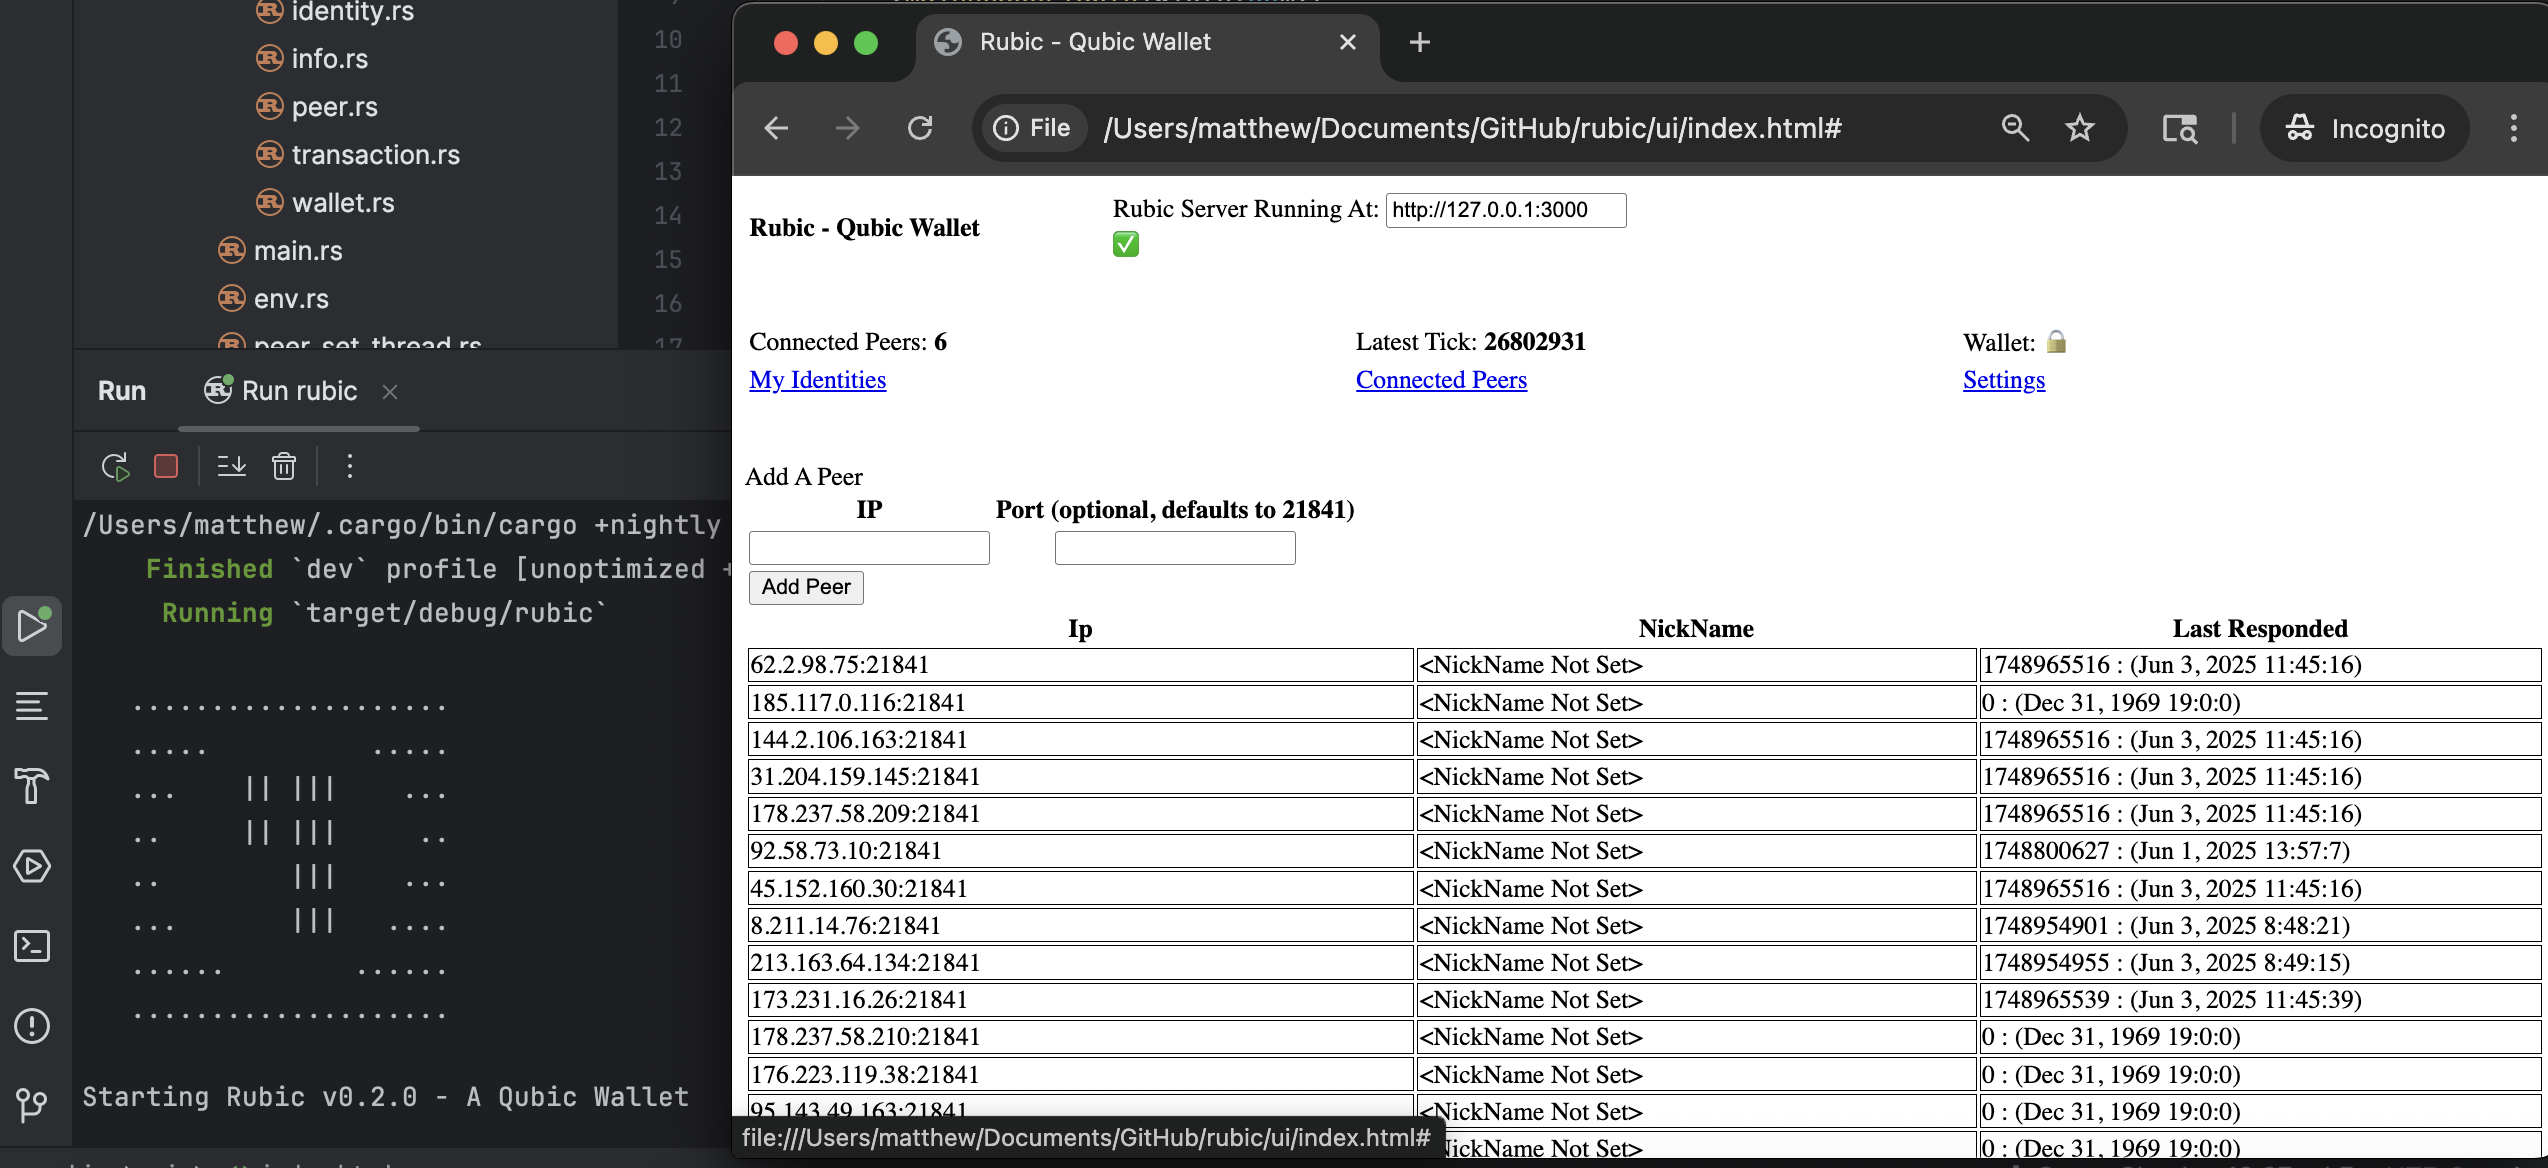 identity.rs
info.rs
peer.rs
transaction.rs
wallet.rs
main.rs
env.rs
peer_set_thread.rs
10
11
12
13
14
15
16
17
Run
Run rubic
/Users/matthew/.cargo/bin/cargo +nightly
Finished `dev` profile [unoptimized +
Running `target/debug/rubic`
....................
.....          .....
...    || |||    ...
..     || |||     ..
..        |||    ...
...       |||   ....
......        ......
....................
Starting Rubic v0.2.0 - A Qubic Wallet
Rubic - Qubic Wallet
File
/Users/matthew/Documents/GitHub/rubic/ui/index.html#
Incognito
Rubic - Qubic Wallet
Rubic Server Running At: http://127.0.0.1:3000
✅
Connected Peers: 6
Latest Tick: 26802931
Wallet: 🔒
My Identities
Connected Peers
Settings
Add A Peer
IP Port (optional, defaults to 21841)
Add Peer
Ip NickName Last Responded
62.2.98.75:21841 <NickName Not Set> 1748965516 : (Jun 3, 2025 11:45:16)
185.117.0.116:21841 <NickName Not Set> 0 : (Dec 31, 1969 19:0:0)
144.2.106.163:21841 <NickName Not Set> 1748965516 : (Jun 3, 2025 11:45:16)
31.204.159.145:21841 <NickName Not Set> 1748965516 : (Jun 3, 2025 11:45:16)
178.237.58.209:21841 <NickName Not Set> 1748965516 : (Jun 3, 2025 11:45:16)
92.58.73.10:21841 <NickName Not Set> 1748800627 : (Jun 1, 2025 13:57:7)
45.152.160.30:21841 <NickName Not Set> 1748965516 : (Jun 3, 2025 11:45:16)
8.211.14.76:21841 <NickName Not Set> 1748954901 : (Jun 3, 2025 8:48:21)
213.163.64.134:21841 <NickName Not Set> 1748954955 : (Jun 3, 2025 8:49:15)
173.231.16.26:21841 <NickName Not Set> 1748965539 : (Jun 3, 2025 11:45:39)
178.237.58.210:21841 <NickName Not Set> 0 : (Dec 31, 1969 19:0:0)
176.223.119.38:21841 <NickName Not Set> 0 : (Dec 31, 1969 19:0:0)
95.143.49.163:21841 <NickName Not Set> 0 : (Dec 31, 1969 19:0:0)
NickName Not Set> 0 : (Dec 31, 1969 19:0:0)
file:///Users/matthew/Documents/GitHub/rubic/ui/index.html#